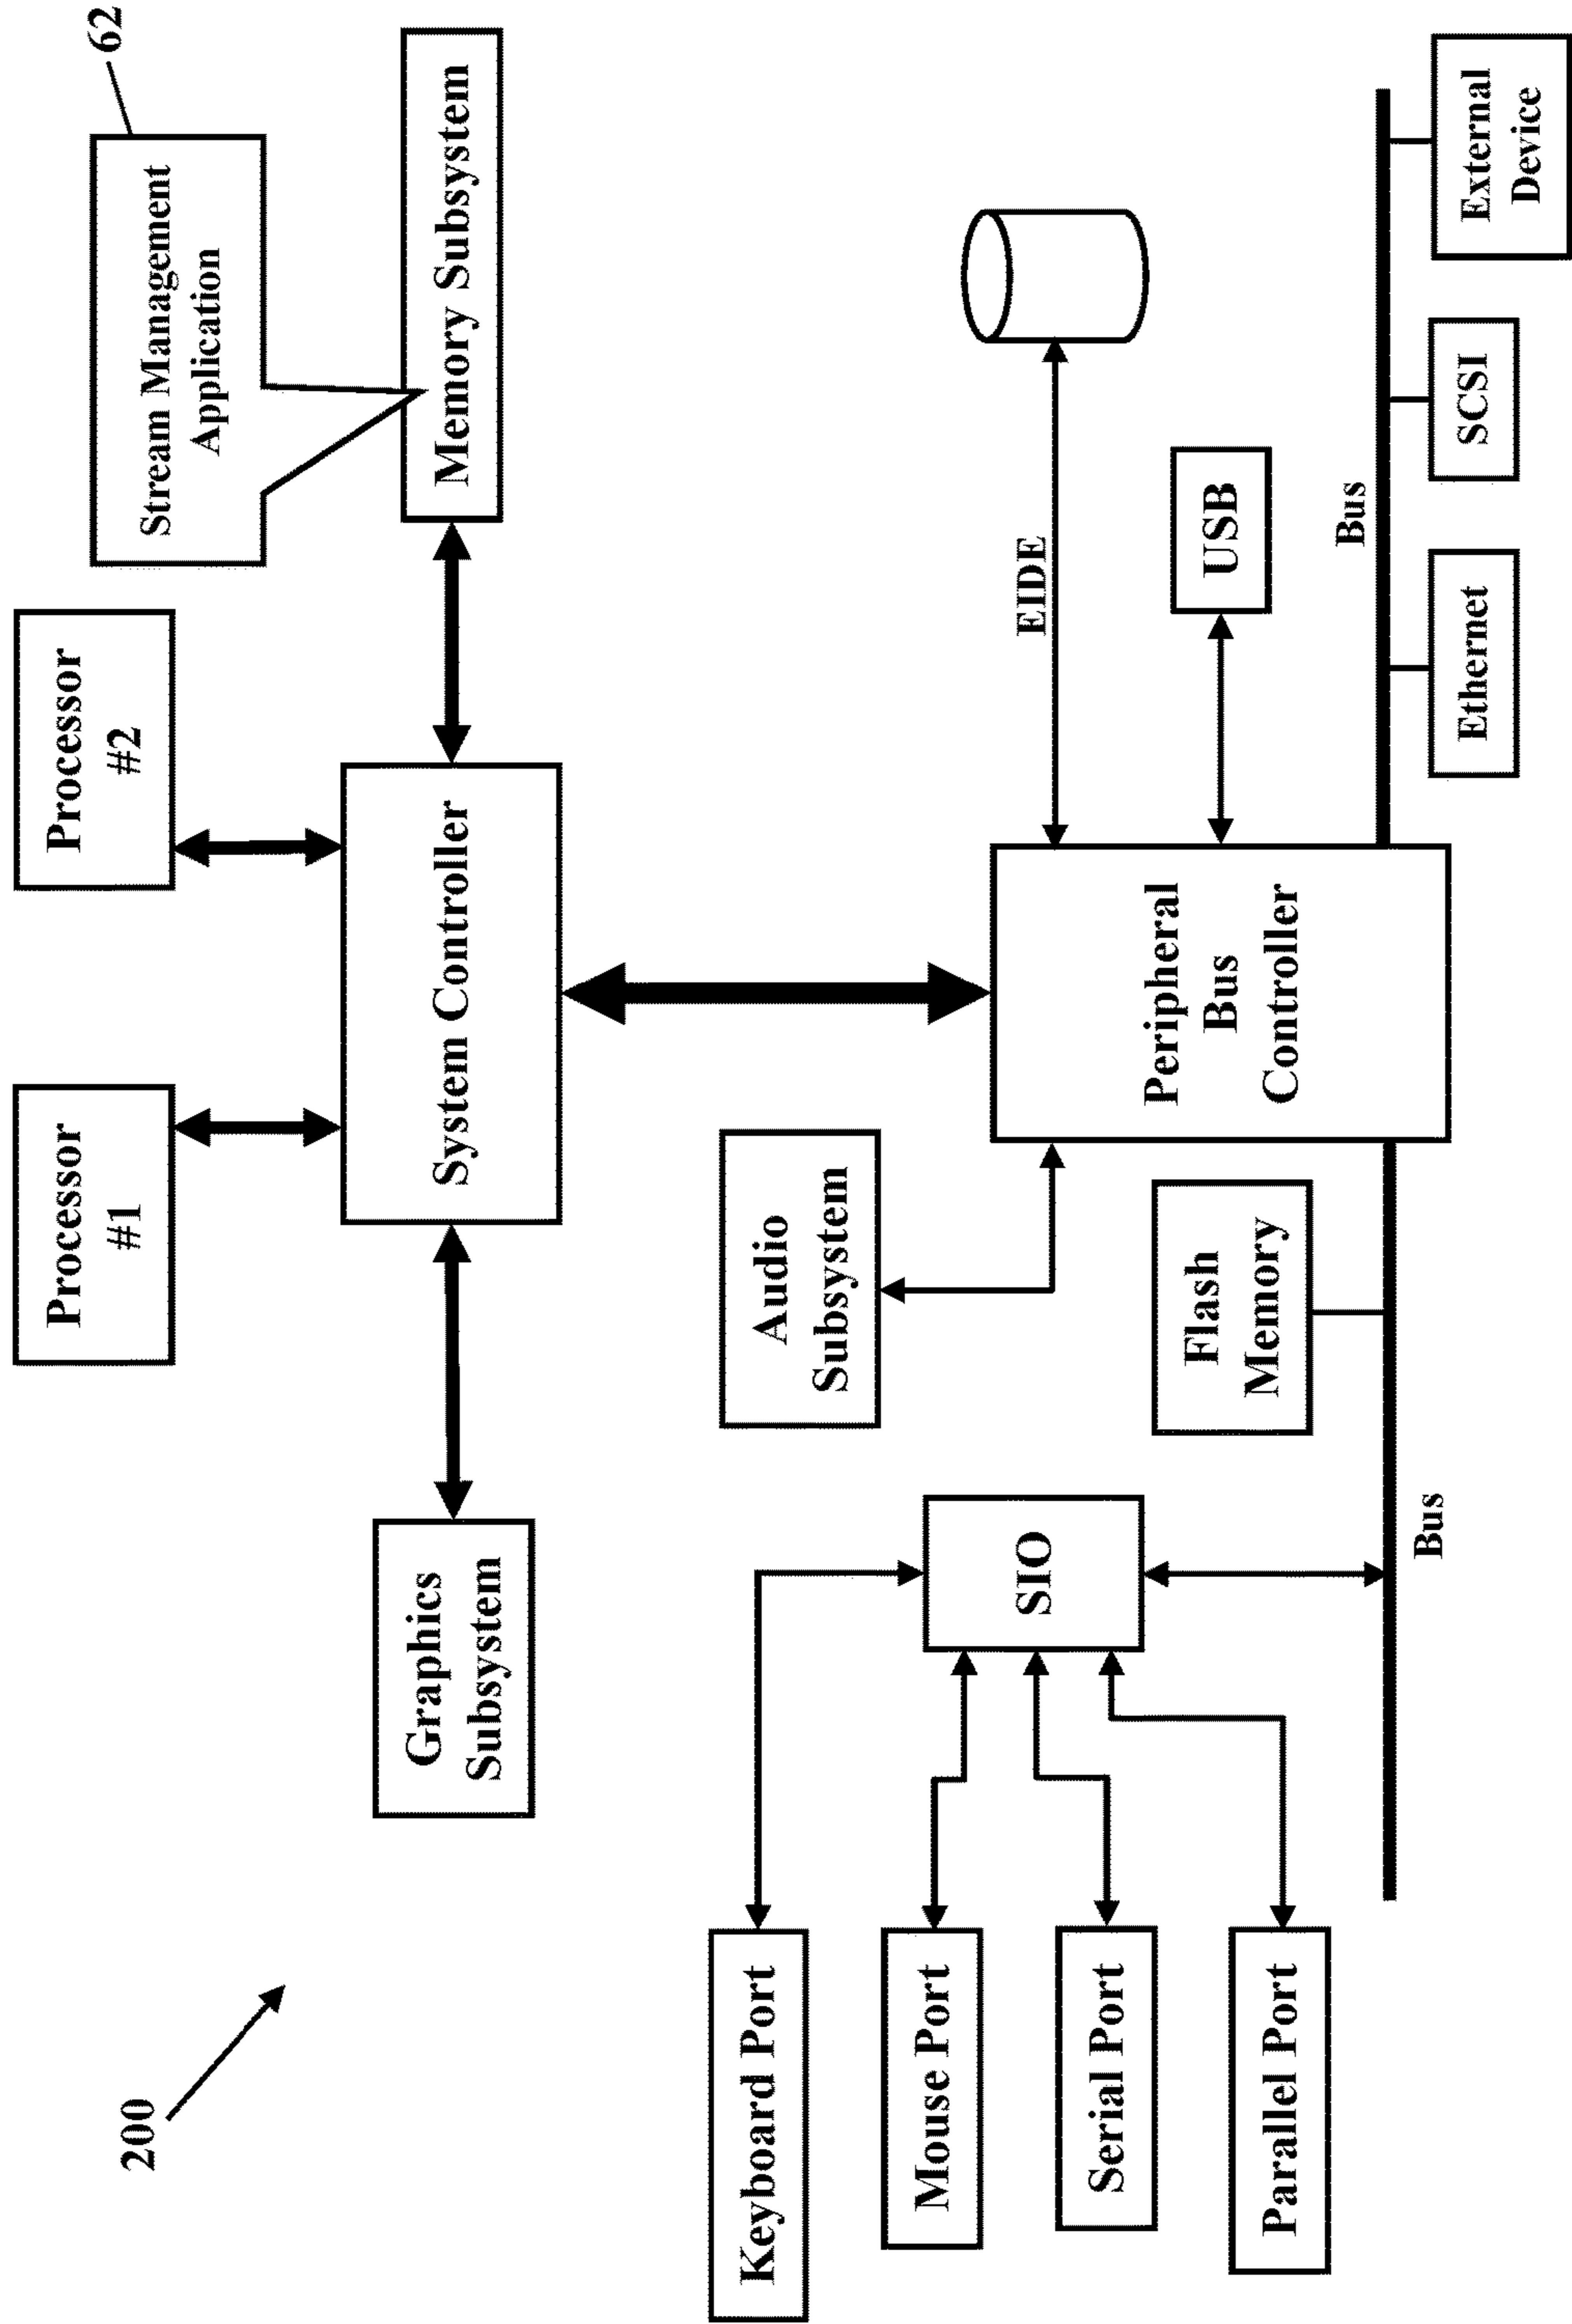 200
Processor
#1
Processor
#2
62
Stream Management
Application
Graphics
Subsystem
System Controller
Memory Subsystem
Keyboard Port
Mouse Port
Serial Port
Parallel Port
SIO
Audio
Subsystem
Flash
Memory
Bus
Peripheral
Bus
Controller
EIDE
USB
Bus
Ethernet
SCSI
External
Device